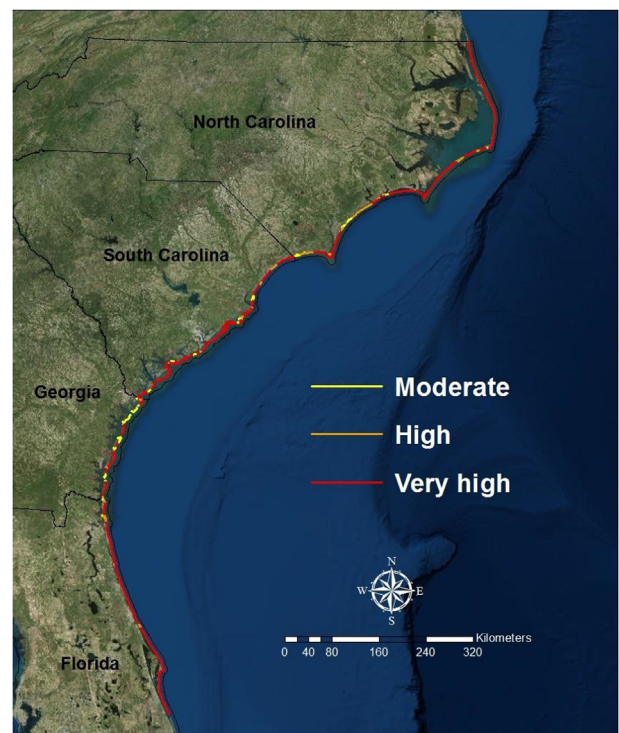 North Carolina
South Carolina
Georgia
Moderate
High
Very high
N
W E
S
Kilometers
0 40 80 160 240 320
Florida